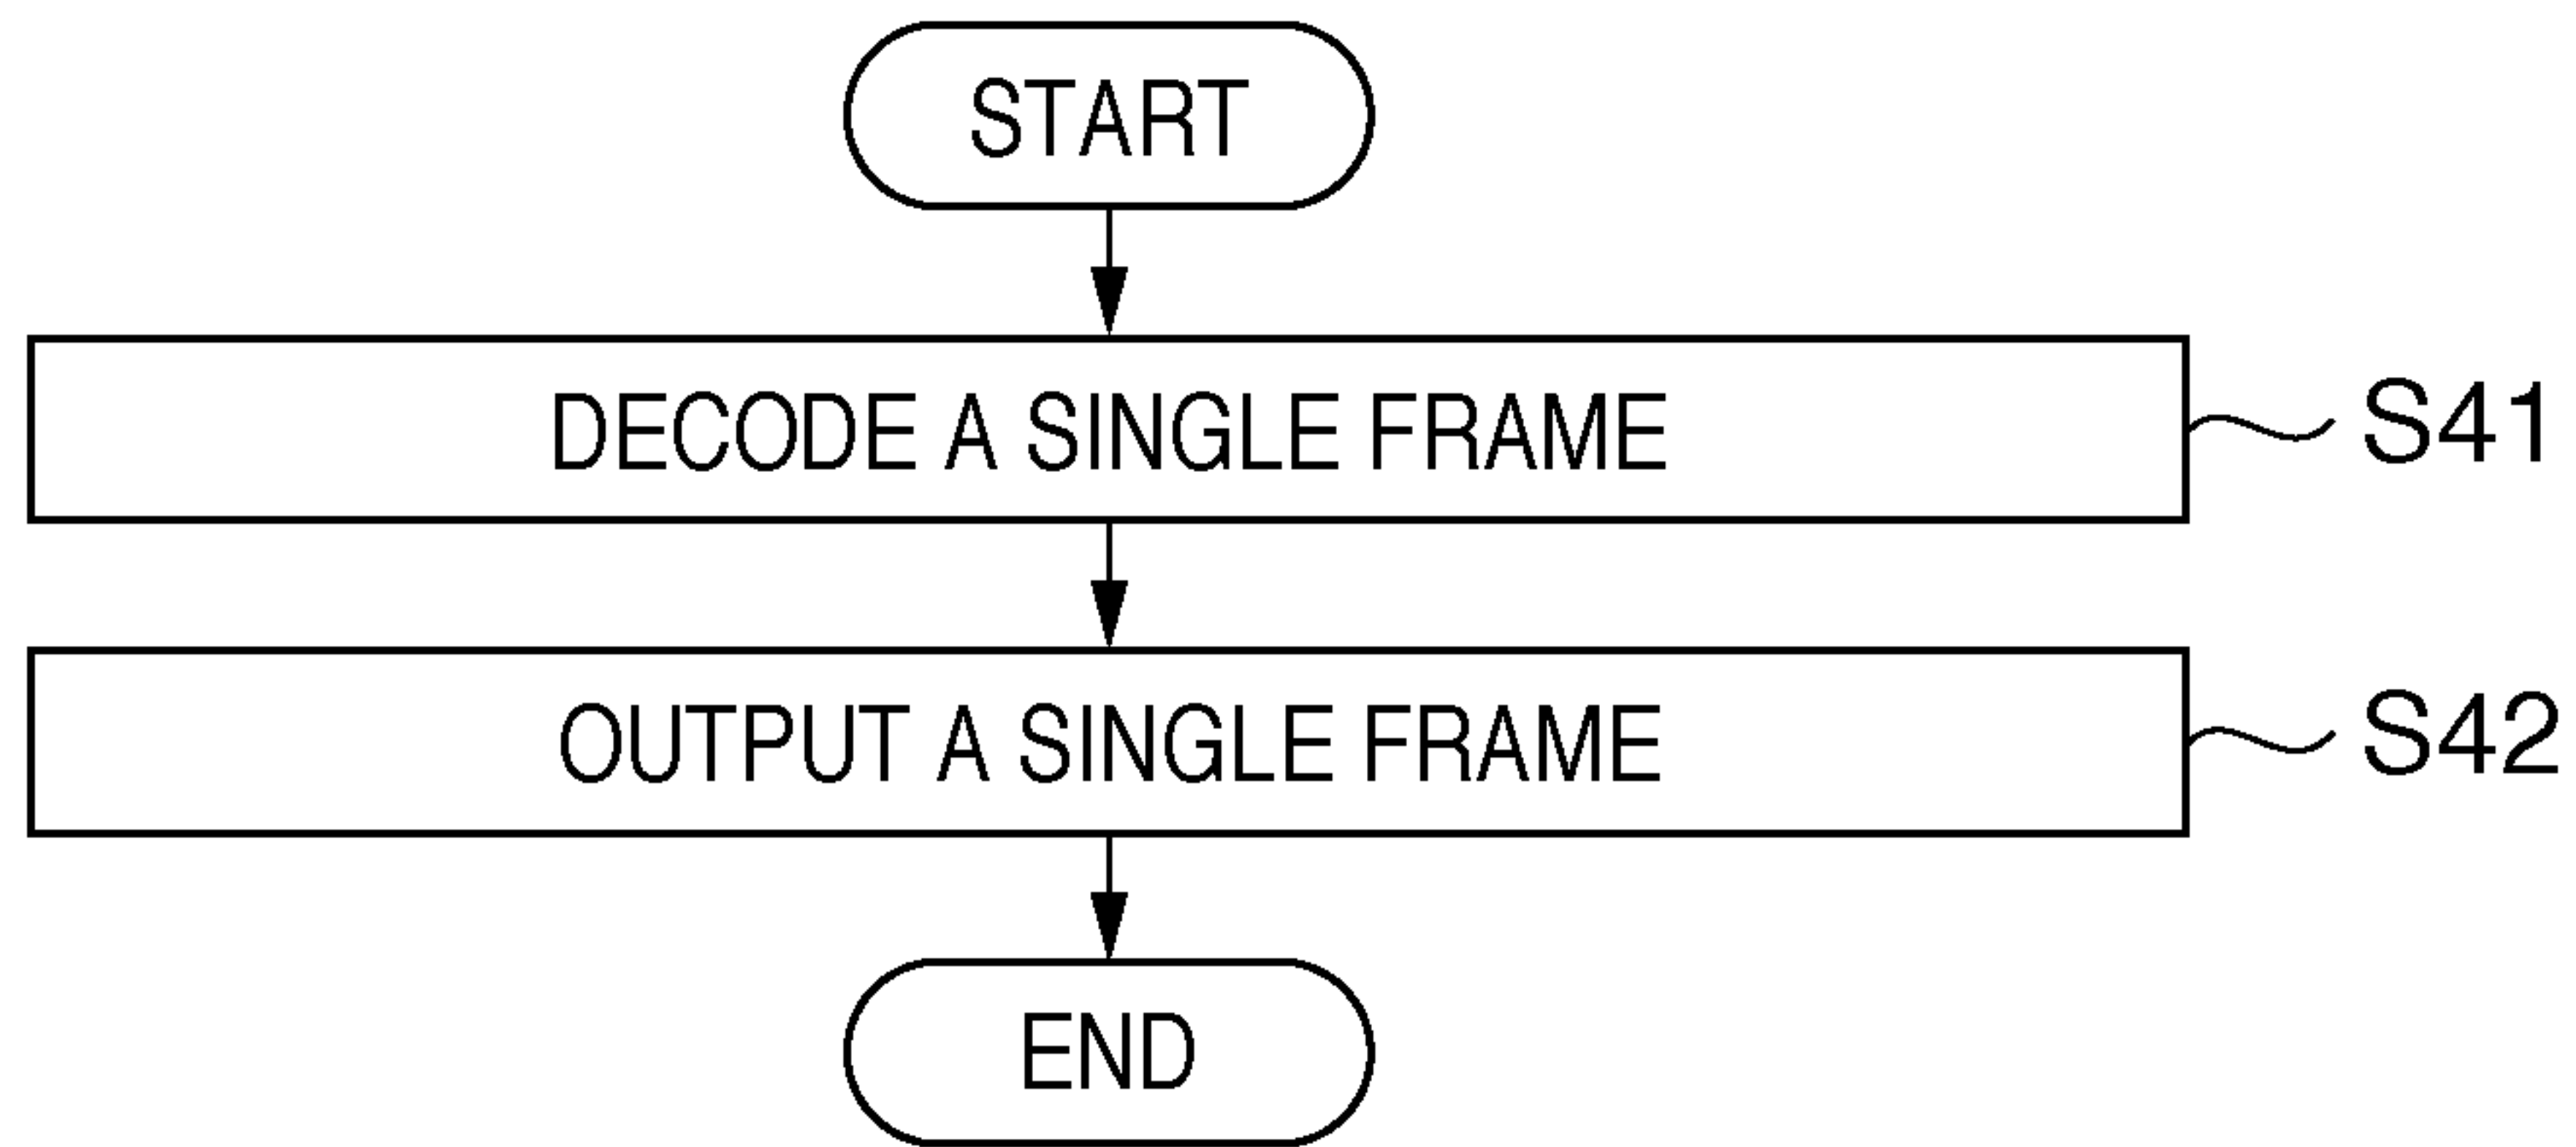 START
DECODE A SINGLE FRAME S41
OUTPUT A SINGLE FRAME S42
END